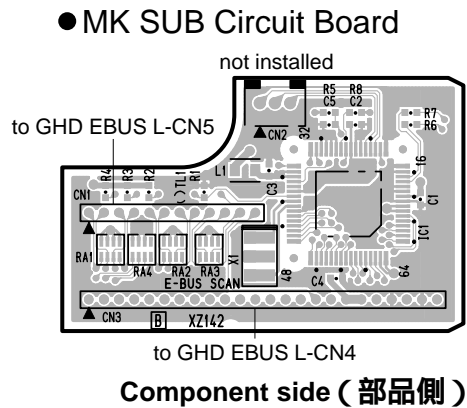 ● MK SUB Circuit Board
not installed
to GHD EBUS L-CN5
R5 R8
C5 C2
R7
R6
CN2
32
L1
C3
16
C1
IC1
64
C4
48
X1
R4 R3 R2 TL1 R1
CN1
RA1 RA4 RA2 RA3
E-BUS SCAN
CN3
B XZ142
to GHD EBUS L-CN4
Component side ( 部品側 )